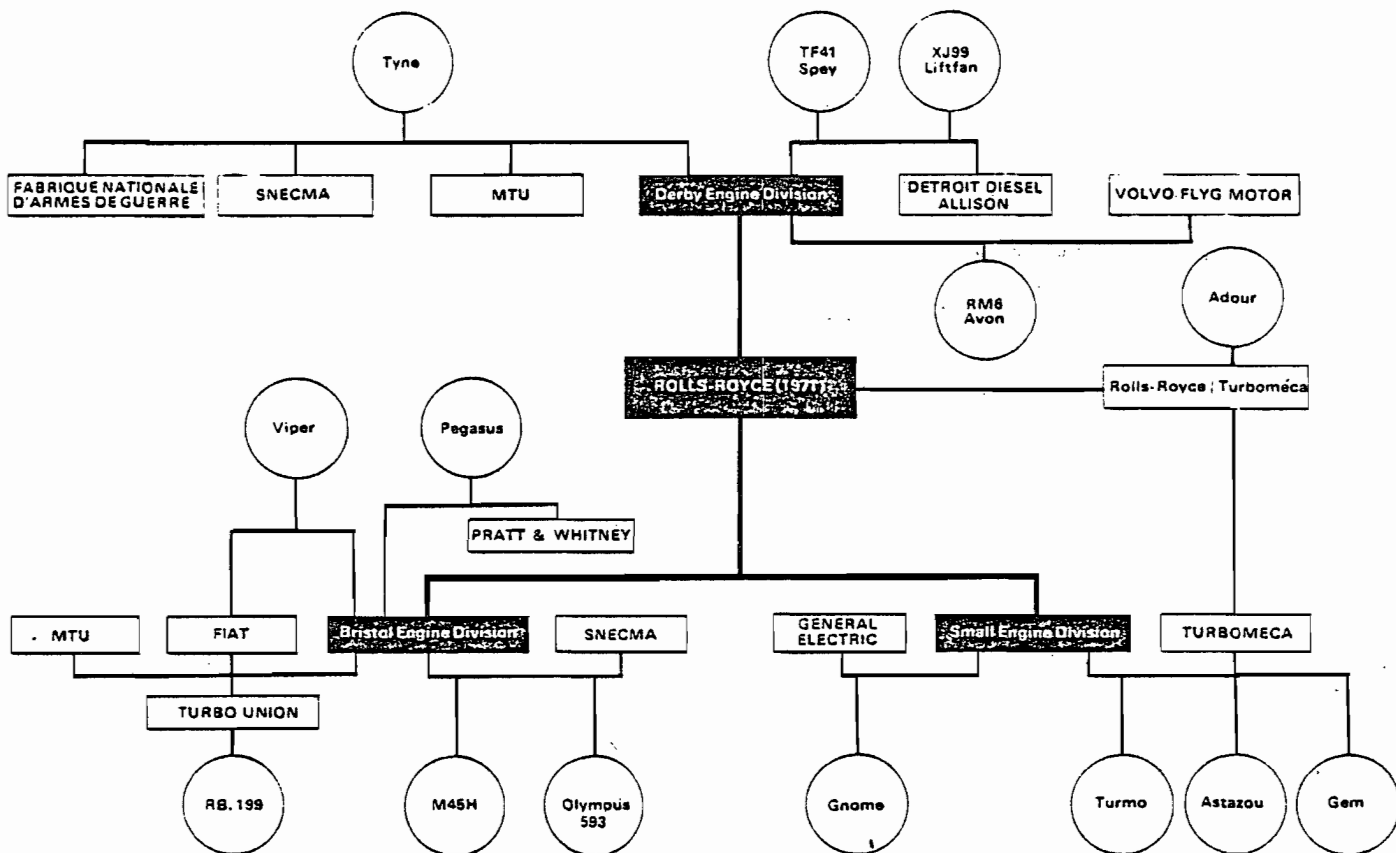 Tyne
TF41
Spey
XJ99
Liftfan
FABRIQUE NATIONALE
D'ARMES DE GUERRE
SNECMA
MTU
Derby Engine Division
DETROIT DIESEL
ALLISON
VOLVO FLYG MOTOR
RM6
Avon
Adour
ROLLS-ROYCE (1971)
Rolls-Royce / Turboméca
Viper
Pegasus
PRATT & WHITNEY
MTU
FIAT
Bristol Engine Division
SNECMA
GENERAL
ELECTRIC
Small Engine Division
TURBOMECA
TURBO UNION
RB.199
M45H
Olympus
593
Gnome
Turmo
Astazou
Gem